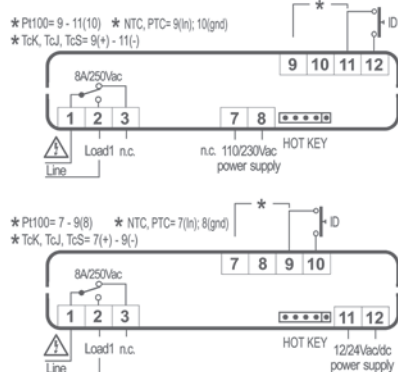 * Pt100= 9 - 11(10) * NTC, PTC= 9(In); 10(gnd)
* TcK, TcJ, TcS= 9(+) - 11(-)
*
ID
9 10 11 12
8A/250Vac
1 2 3 7 8
HOT KEY
Line Load1 n.c. n.c. 110/230Vac
power supply
* Pt100= 7 - 9(8) * NTC, PTC= 7(In); 8(gnd)
* TcK, TcJ, TcS= 7(+) - 9(-)
*
ID
7 8 9 10
8A/250Vac
1 2 3 11 12
Line Load1 n.c. HOT KEY 12/24Vac/dc
power supply